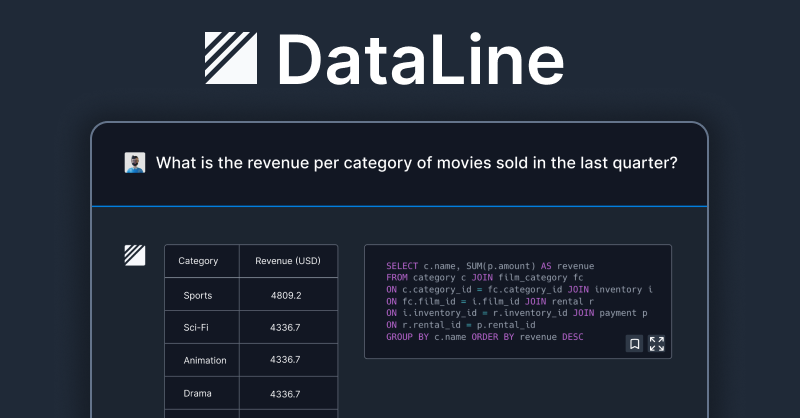 DataLine
What is the revenue per category of movies sold in the last quarter?
Category Revenue (USD)
Sports 4809.2
Sci-Fi 4336.7
Animation 4336.7
Drama 4336.7
SELECT c.name, SUM(p.amount) AS revenue
FROM category c JOIN film_category fc
ON c.category_id = fc.category_id JOIN inventory i
ON fc.film_id = i.film_id JOIN rental r
ON i.inventory_id = r.inventory_id JOIN payment p
ON r.rental_id = p.rental_id
GROUP BY c.name ORDER BY revenue DESC